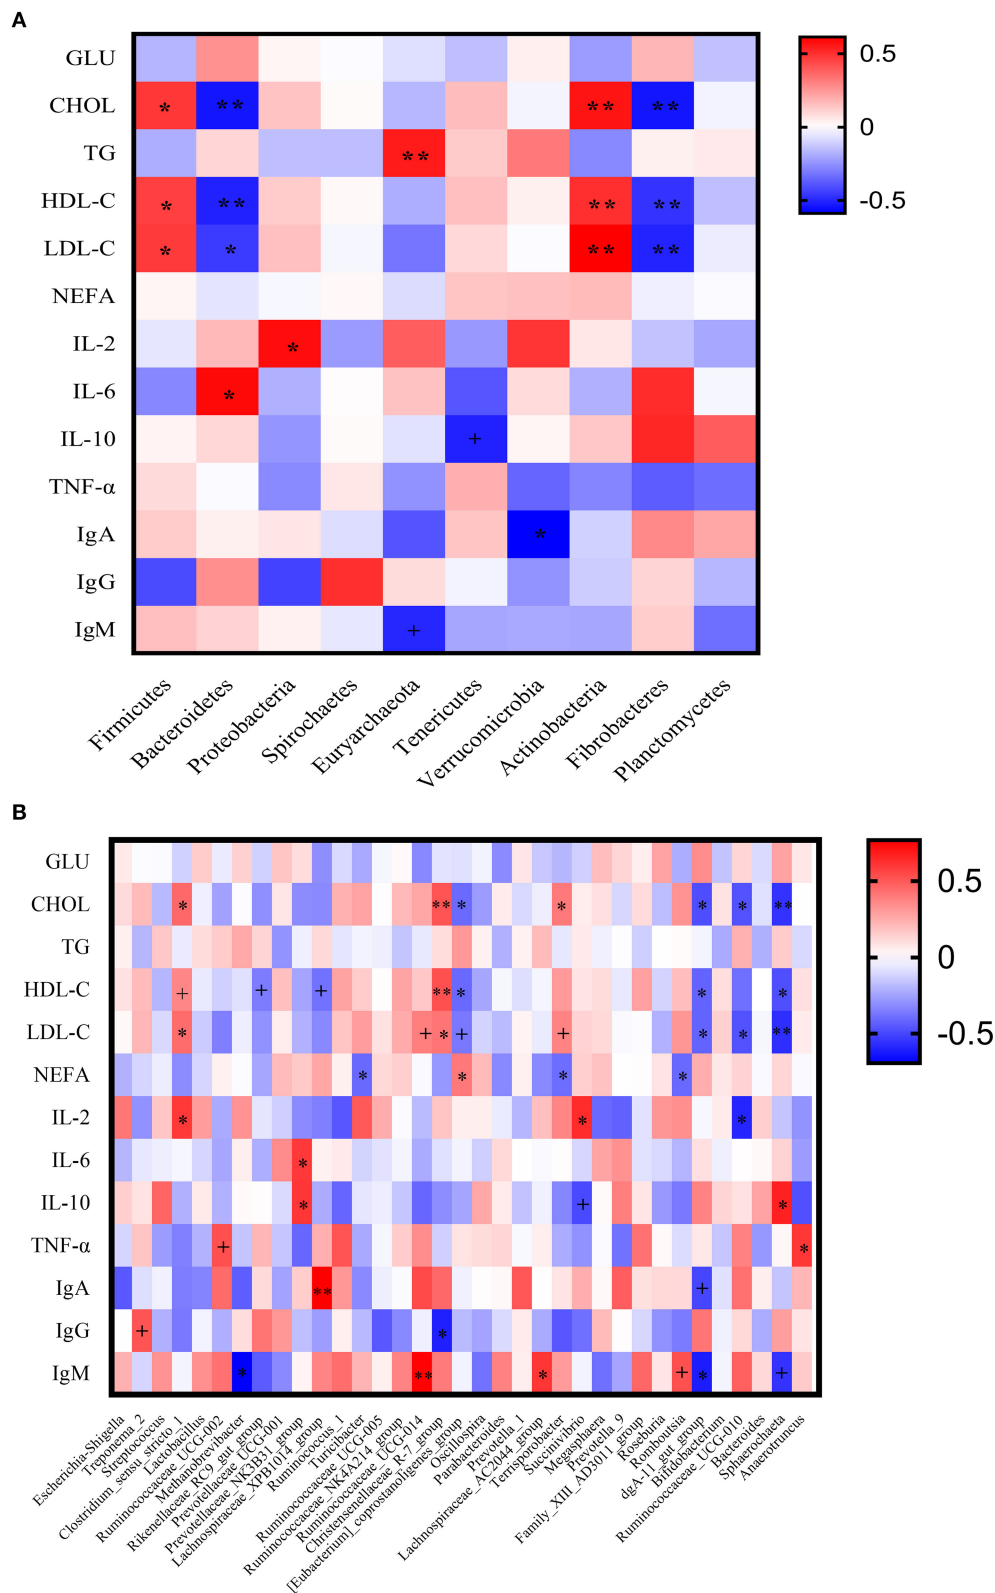 A
GLU
CHOL * ** ** **
TG **
HDL-C * ** ** **
LDL-C * * ** **
NEFA
IL-2 *
IL-6 *
IL-10 +
TNF-α
IgA *
IgG
IgM +
0.5
0
-0.5
Firmicutes
Bacteroidetes
Proteobacteria
Spirochaetes
Euryarchaeota
Tenericutes
Verrucomicrobia
Actinobacteria
Fibrobacteres
Planctomycetes
B
GLU
CHOL * ** * * * * **
TG
HDL-C + + + ** * * *
LDL-C * + * + + * * **
NEFA * * * *
IL-2 * * *
IL-6 *
IL-10 * + *
TNF-α + *
IgA ** +
IgG + *
IgM * ** * + * +
0.5
0
-0.5
Escherichia-Shigella
Treponema_2
Streptococcus
Clostridium_sensu_stricto_1
Lactobacillus
Ruminococcaceae_UCG-002
Methanobrevibacter
Rikenellaceae_RC9_gut_group
Prevotellaceae_UCG-001
Prevotellaceae_NK3B31_group
Lachnospiraceae_XPB1014_group
Ruminococcus_1
Turicibacter
Ruminococcaceae_UCG-005
Ruminococcaceae_NK4A214_group
Ruminococcaceae_UCG-014
Christensenellaceae_R-7_group
[Eubacterium]_coprostanoligenes_group
Oscillospira
Parabacteroides
Prevotella_1
Lachnospiraceae_AC2044_group
Terrisporobacter
Succinivibrio
Megasphaera
Prevotella_9
Family_XIII_AD3011_group
Roseburia
Romboutsia
dgA-11_gut_group
Bifidobacterium
Ruminococcaceae_UCG-010
Bacteroides
Sphaerochaeta
Anaerotruncus